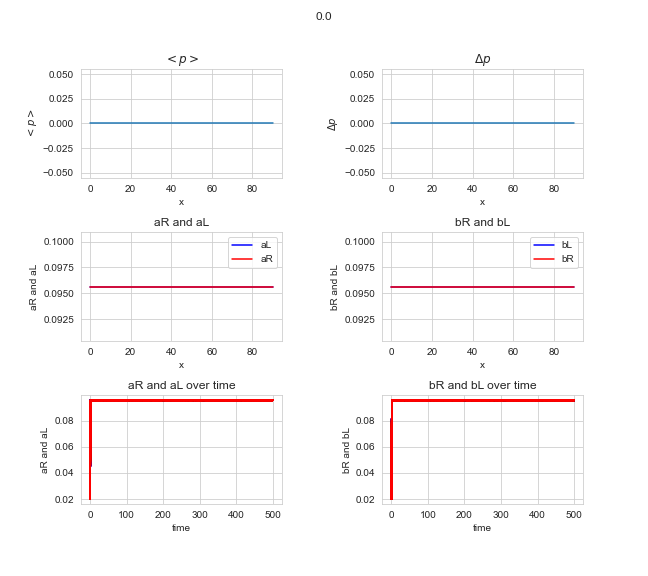 0.0
< p >
Δp
0.050
0.025
0.000
−0.025
−0.050
< p >
0 20 40 60 80
x
0.050
0.025
0.000
−0.025
−0.050
Δp
0 20 40 60 80
x
aR and aL
bR and bL
0.1000
0.0975
0.0950
0.0925
aR and aL
aL
aR
0 20 40 60 80
x
0.1000
0.0975
0.0950
0.0925
bR and bL
bL
bR
0 20 40 60 80
x
aR and aL over time
bR and bL over time
0.08
0.06
0.04
0.02
aR and aL
0 100 200 300 400 500
time
0.08
0.06
0.04
0.02
bR and bL
0 100 200 300 400 500
time